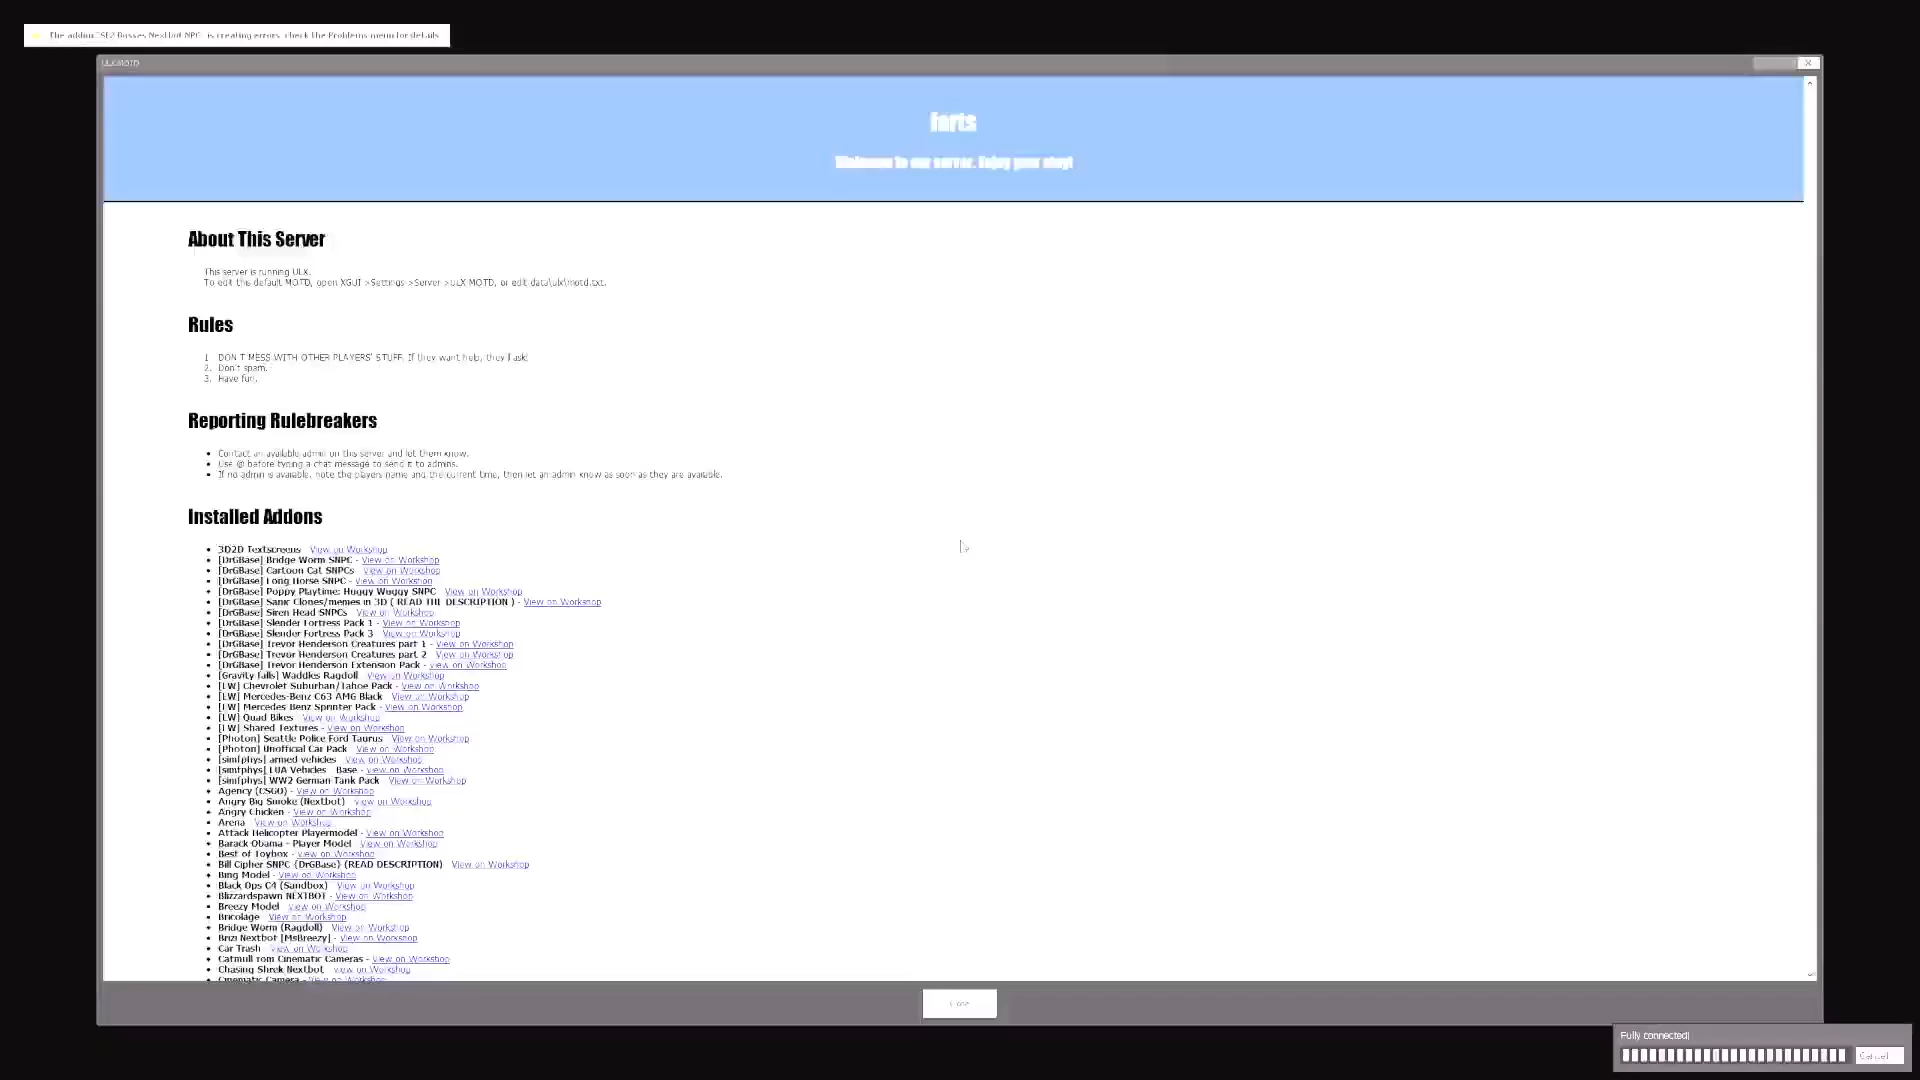 The addon "SF2 Bosses Nextbot NPC" is creating errors, check the Problems menu for details
ULX MOTD
farts
Welcome to our server. Enjoy your stay!
About This Server
This server is running ULX.
To edit this default MOTD, open XGUI->Settings->Server->ULX MOTD, or edit data\ulx\motd.txt.
Rules
1. DON'T MESS WITH OTHER PLAYERS' STUFF. If they want help, they'll ask!
2. Don't spam.
3. Have fun.
Reporting Rulebreakers
• Contact an available admin on this server and let them know.
• Use @ before typing a chat message to send it to admins.
• If no admin is available, note the players name and the current time, then let an admin know as soon as they are available.
Installed Addons
• 3D2D Textscreens - View on Workshop
• [DrGBase] Bridge Worm SNPC - View on Workshop
• [DrGBase] Cartoon Cat SNPCs - View on Workshop
• [DrGBase] Long Horse SNPC - View on Workshop
• [DrGBase] Poppy Playtime: Huggy Wuggy SNPC - View on Workshop
• [DrGBase] Sanic Clones/memes in 3D ( READ THE DESCRIPTION ) - View on Workshop
• [DrGBase] Siren Head SNPCs - View on Workshop
• [DrGBase] Slender Fortress Pack 1 - View on Workshop
• [DrGBase] Slender Fortress Pack 3 - View on Workshop
• [DrGBase] Trevor Henderson Creatures part 1 - View on Workshop
• [DrGBase] Trevor Henderson Creatures part 2 - View on Workshop
• [DrGBase] Trevor Henderson Extension Pack - View on Workshop
• [Gravity falls] Waddles Ragdoll - View on Workshop
• [LW] Chevrolet Suburban/Tahoe Pack - View on Workshop
• [LW] Mercedes-Benz C63 AMG Black - View on Workshop
• [LW] Mercedes-Benz Sprinter Pack - View on Workshop
• [LW] Quad Bikes - View on Workshop
• [LW] Shared Textures - View on Workshop
• [Photon] Seattle Police Ford Taurus - View on Workshop
• [Photon] Unofficial Car Pack - View on Workshop
• [simfphys] armed vehicles - View on Workshop
• [simfphys] LUA Vehicles - Base - View on Workshop
• [simfphys] WW2 German Tank Pack - View on Workshop
• Agency (CSGO) - View on Workshop
• Angry Big Smoke (Nextbot) - View on Workshop
• Angry Chicken - View on Workshop
• Arena - View on Workshop
• Attack Helicopter Playermodel - View on Workshop
• Barack Obama - Player Model - View on Workshop
• Best of Toybox - View on Workshop
• Bill Cipher SNPC {DrGBase} (READ DESCRIPTION) - View on Workshop
• Bing Model - View on Workshop
• Black Ops C4 (Sandbox) - View on Workshop
• Blizzardspawn NEXTBOT - View on Workshop
• Breezy Model - View on Workshop
• Bricolage - View on Workshop
• Bridge Worm (Ragdoll) - View on Workshop
• Brizi Nextbot [MsBreezy] - View on Workshop
• Car Trash - View on Workshop
• Catmull-rom Cinematic Cameras - View on Workshop
• Chasing Shrek Nextbot - View on Workshop
• Cinematic Camera - View on Workshop
Close
Fully connected!
Cancel